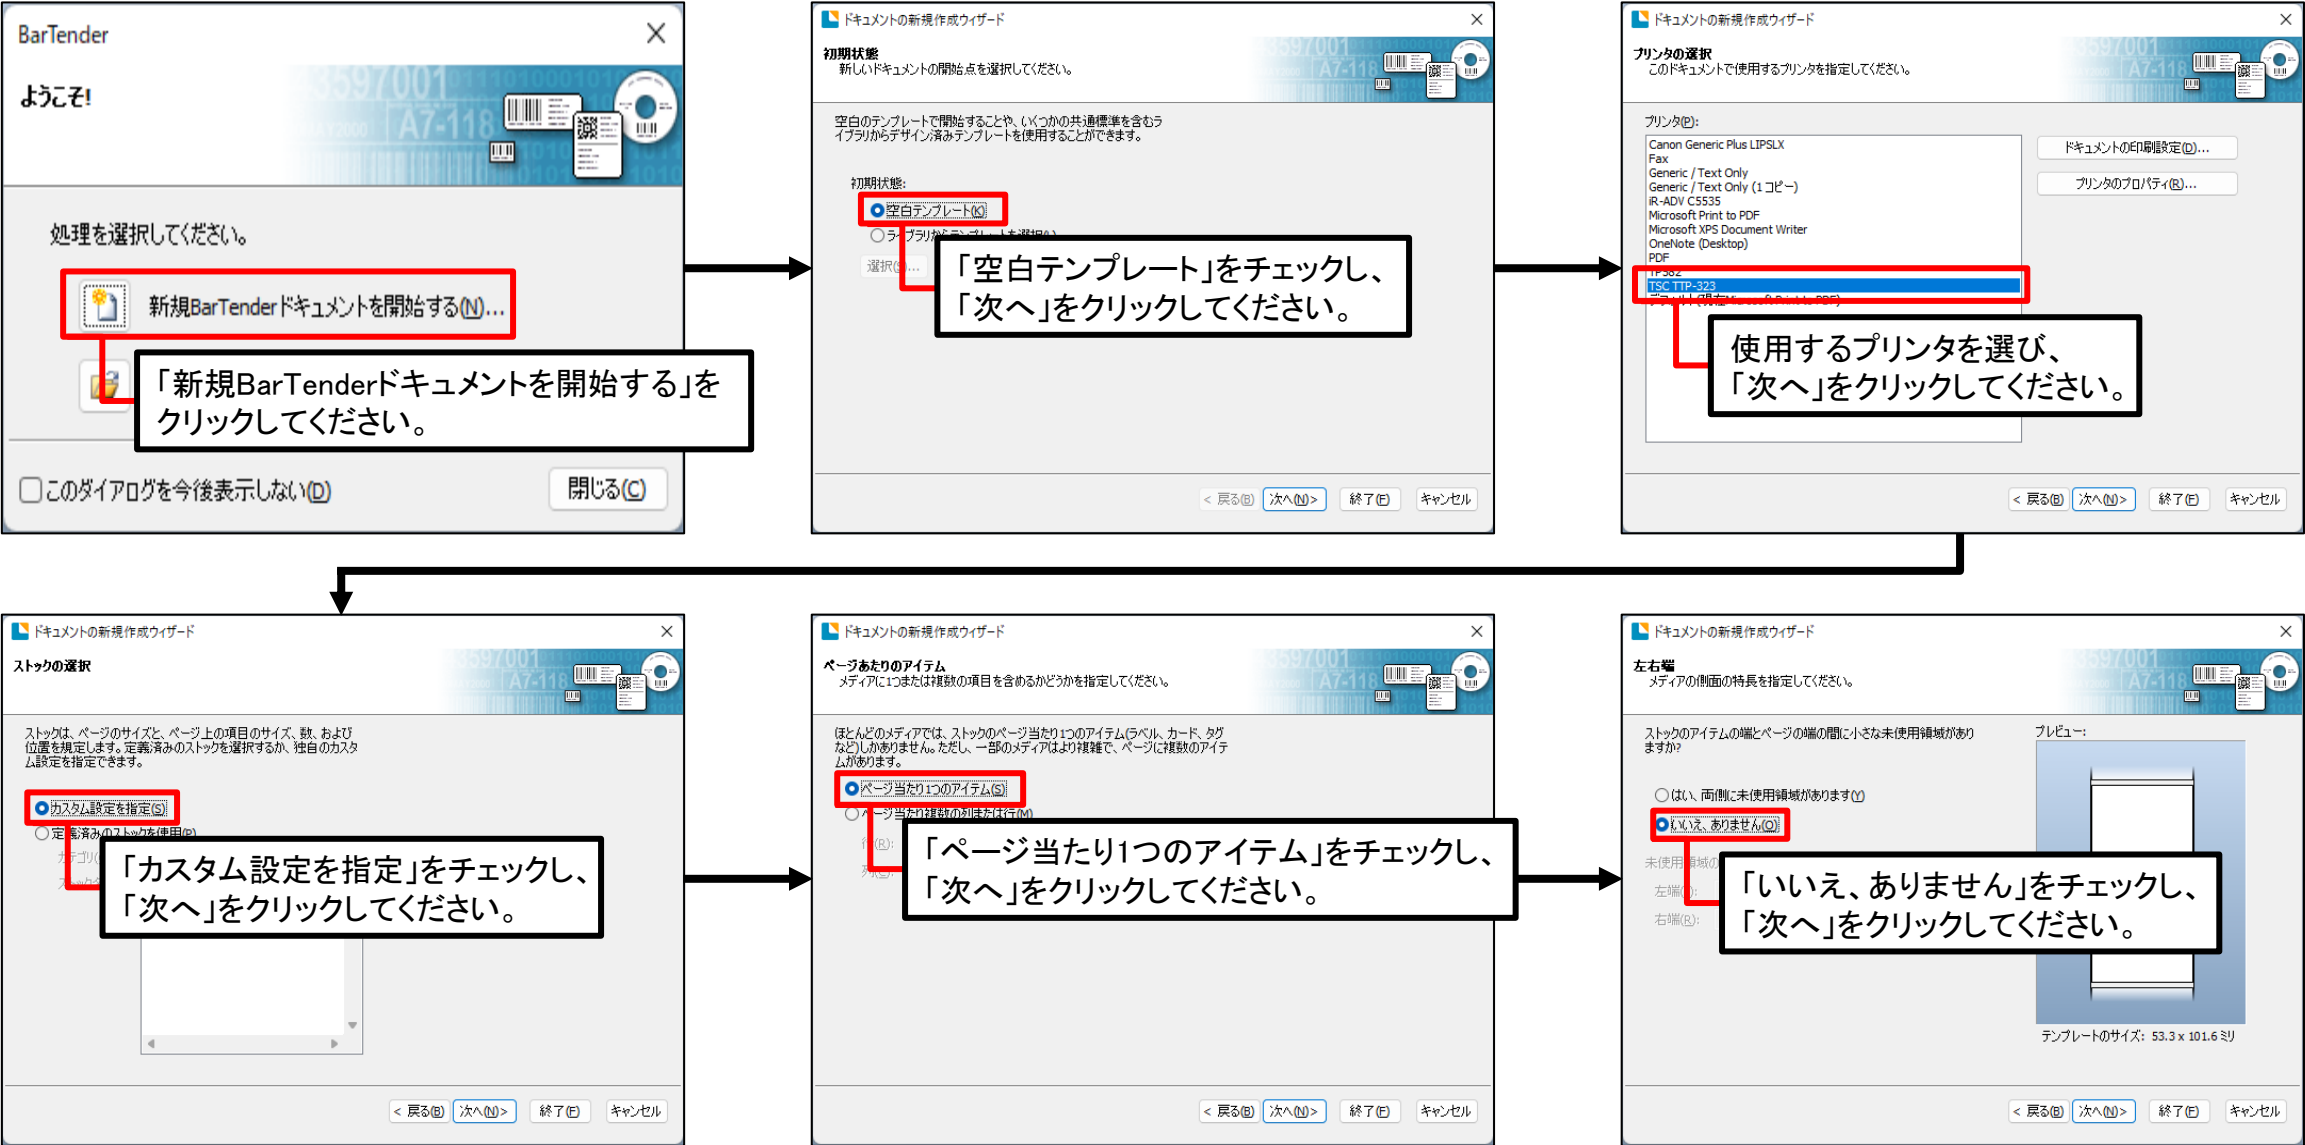 BarTender
ようこそ!
処理を選択してください。
新規BarTenderドキュメントを開始する(N)...
「新規BarTenderドキュメントを開始する」を
クリックしてください。
このダイアログを今後表示しない(D)
閉じる(C)
ドキュメントの新規作成ウィザード
初期状態
新しいドキュメントの開始点を選択してください。
空白のテンプレートで開始することや、いくつかの共通標準を含むラ
イブラリからデザイン済みテンプレートを使用することができます。
初期状態:
空白テンプレート(K)
選択
「空白テンプレート」をチェックし、
「次へ」をクリックしてください。
< 戻る(B) 次へ(N)> 終了(F) キャンセル
ドキュメントの新規作成ウィザード
プリンタの選択
このドキュメントで使用するプリンタを指定してください。
プリンタ(P):
Canon Generic Plus LIPSLX
Fax
Generic / Text Only
Generic / Text Only (1 コピー)
iR-ADV C5535
Microsoft Print to PDF
Microsoft XPS Document Writer
OneNote (Desktop)
PDF
TSC TTP-323
ドキュメントの印刷設定(D)...
プリンタのプロパティ(R)...
使用するプリンタを選び、
「次へ」をクリックしてください。
< 戻る(B) 次へ(N)> 終了(F) キャンセル
ドキュメントの新規作成ウィザード
ストックの選択
ストックは、ページのサイズと、ページ上の項目のサイズ、数、および
位置を規定します。定義済みのストックを選択するか、独自のカスタ
ム設定を指定できます。
カスタム設定を指定(S)
定義済みのストックを使用(P)
「カスタム設定を指定」をチェックし、
「次へ」をクリックしてください。
< 戻る(B) 次へ(N)> 終了(F) キャンセル
ドキュメントの新規作成ウィザード
ページあたりのアイテム
メディアに1つまたは複数の項目を含めるかどうかを指定してください。
ほとんどのメディアでは、ストックのページ当たり1つのアイテム(ラベル、カード、タグ
など)しかありません。ただし、一部のメディアはより複雑で、ページに複数のアイテ
ムがあります。
ページ当たり1つのアイテム(S)
ページ当たり複数の列または行(M)
「ページ当たり1つのアイテム」をチェックし、
「次へ」をクリックしてください。
< 戻る(B) 次へ(N)> 終了(F) キャンセル
ドキュメントの新規作成ウィザード
左右端
メディアの側面の特長を指定してください。
ストックのアイテムの端とページの端の間に小さな未使用領域があり
ますか?
はい、両側に未使用領域があります(Y)
いいえ、ありません(O)
左端
右端(R):
「いいえ、ありません」をチェックし、
「次へ」をクリックしてください。
プレビュー:
テンプレートのサイズ: 53.3 x 101.6 ミリ
< 戻る(B) 次へ(N)> 終了(F) キャンセル